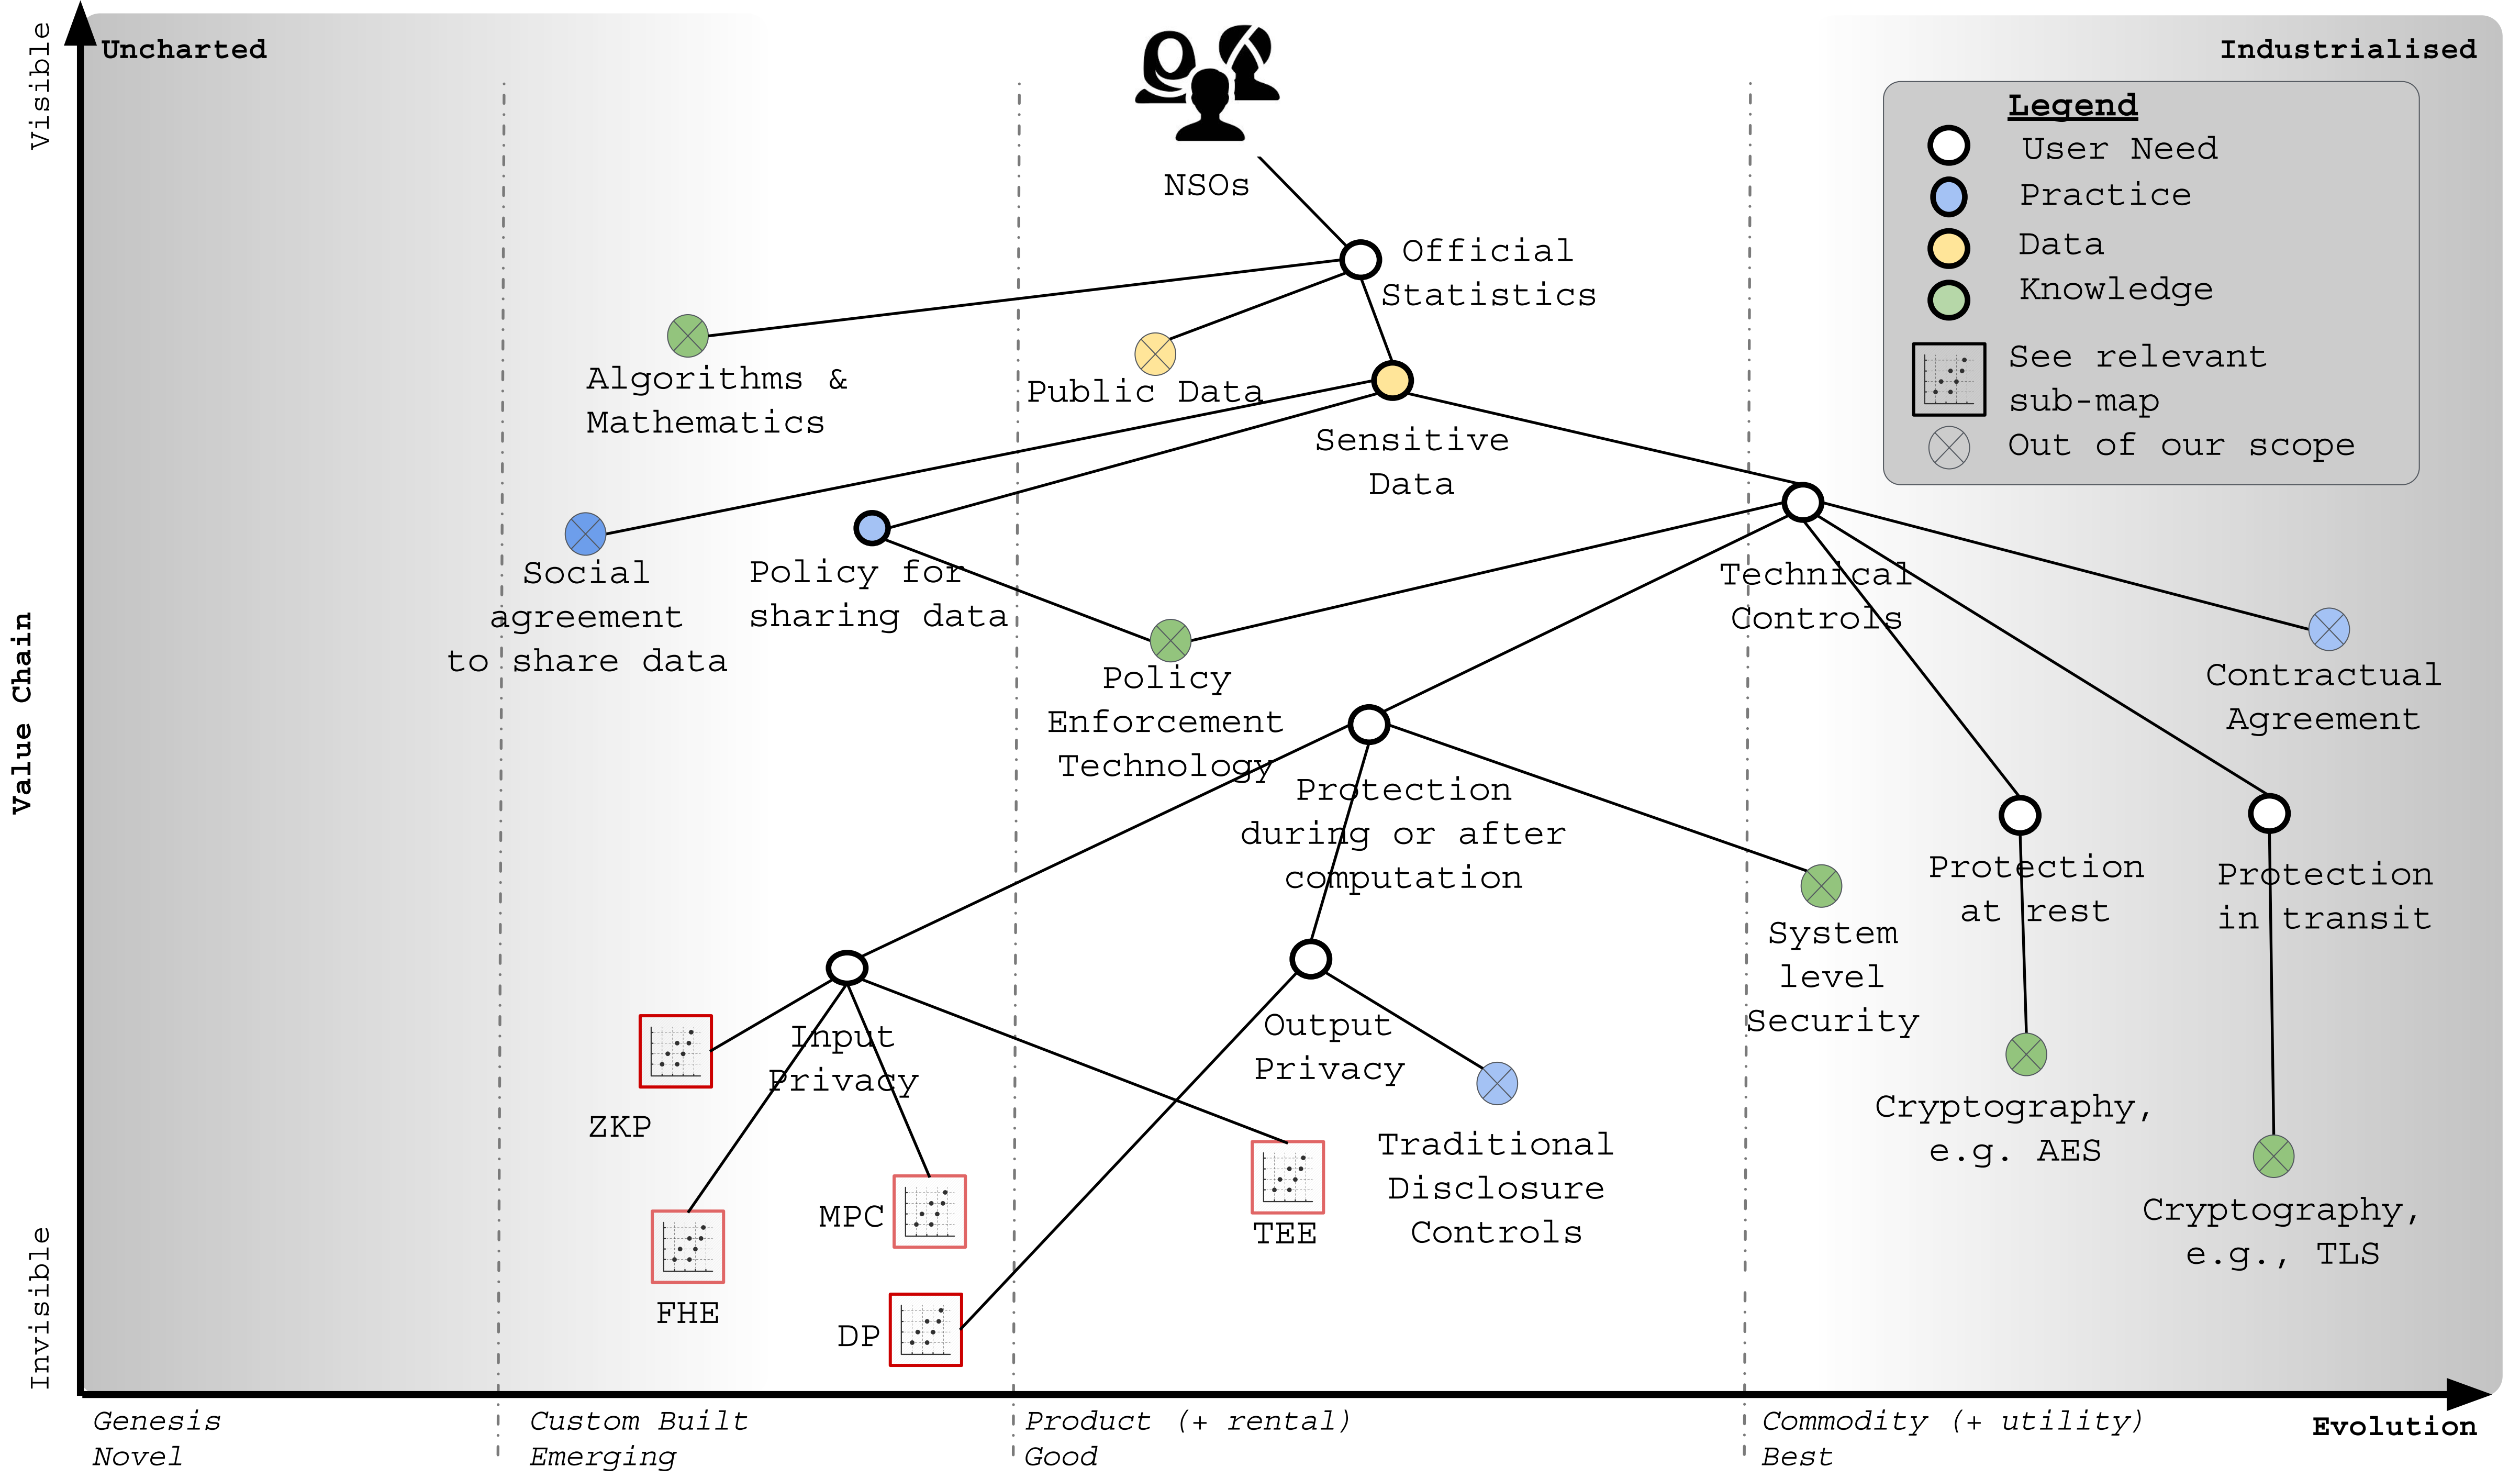 Visible
Uncharted
Industrialised
Legend
User Need
Practice
Data
Knowledge
See relevant
sub-map
Out of our scope
NSOs
Official
Statistics
Algorithms &
Mathematics
Public Data
Sensitive
Data
Social
agreement
to share data
Policy for
sharing data
Technical
Controls
Policy
Enforcement
Technology
Contractual
Agreement
Value Chain
Protection
during or after
computation
Protection
at rest
Protection
in transit
System
level
Security
Input
Privacy
Output
Privacy
ZKP
Cryptography,
e.g. AES
Traditional
Disclosure
Controls
MPC
TEE
Cryptography,
e.g., TLS
FHE
DP
Invisible
Genesis
Novel
Custom Built
Emerging
Product (+ rental)
Good
Commodity (+ utility)
Best
Evolution